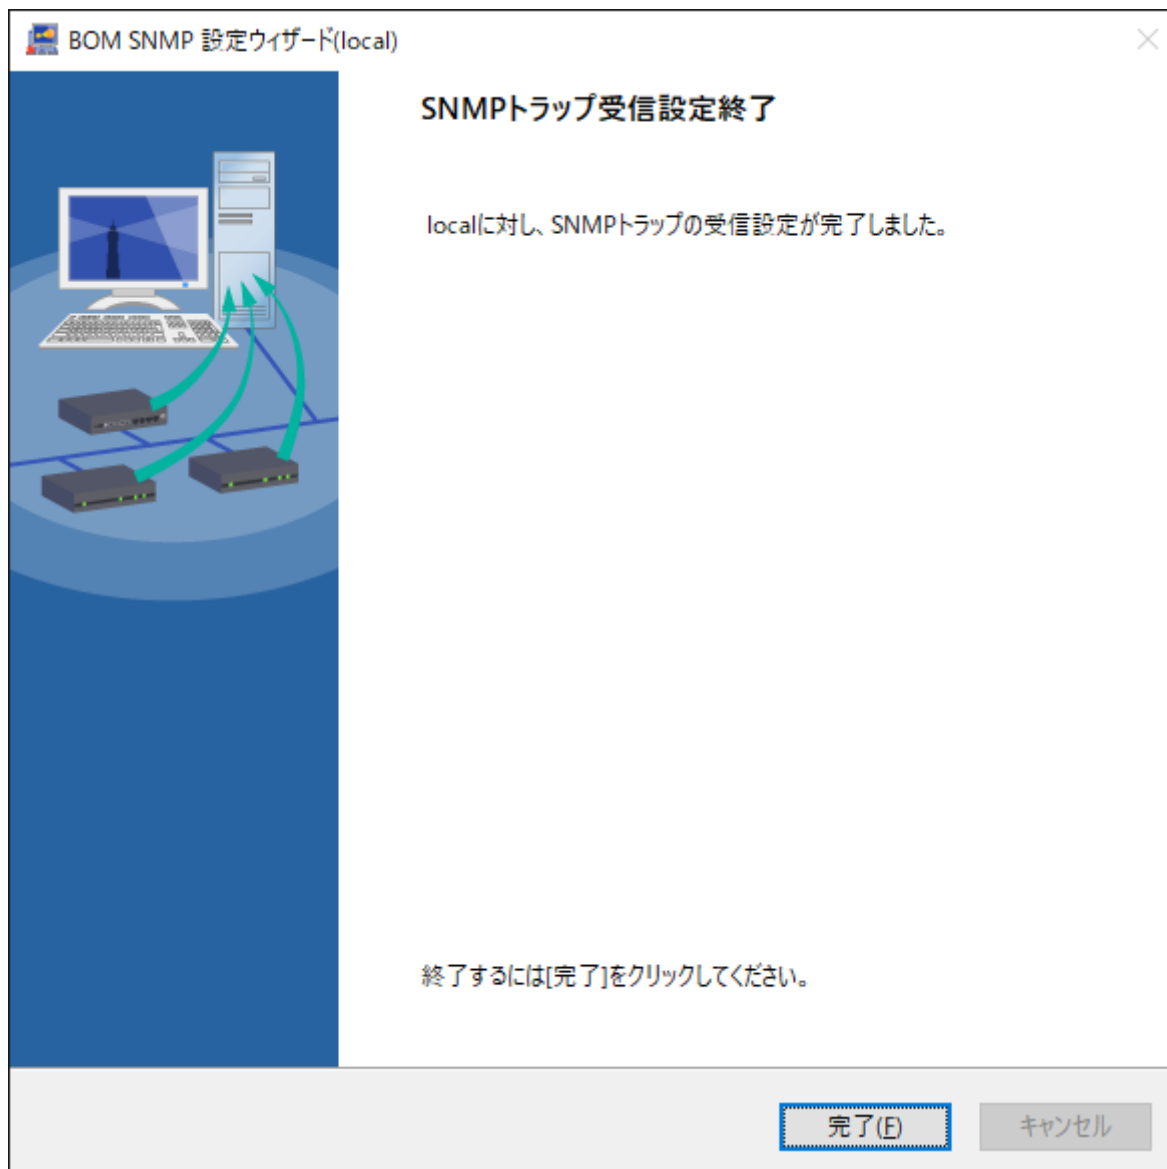 BOM SNMP 設定ウィザード(local)
SNMPトラップ受信設定終了
localに対し、SNMPトラップの受信設定が完了しました。
終了するには[完了]をクリックしてください。
完了(F)
キャンセル